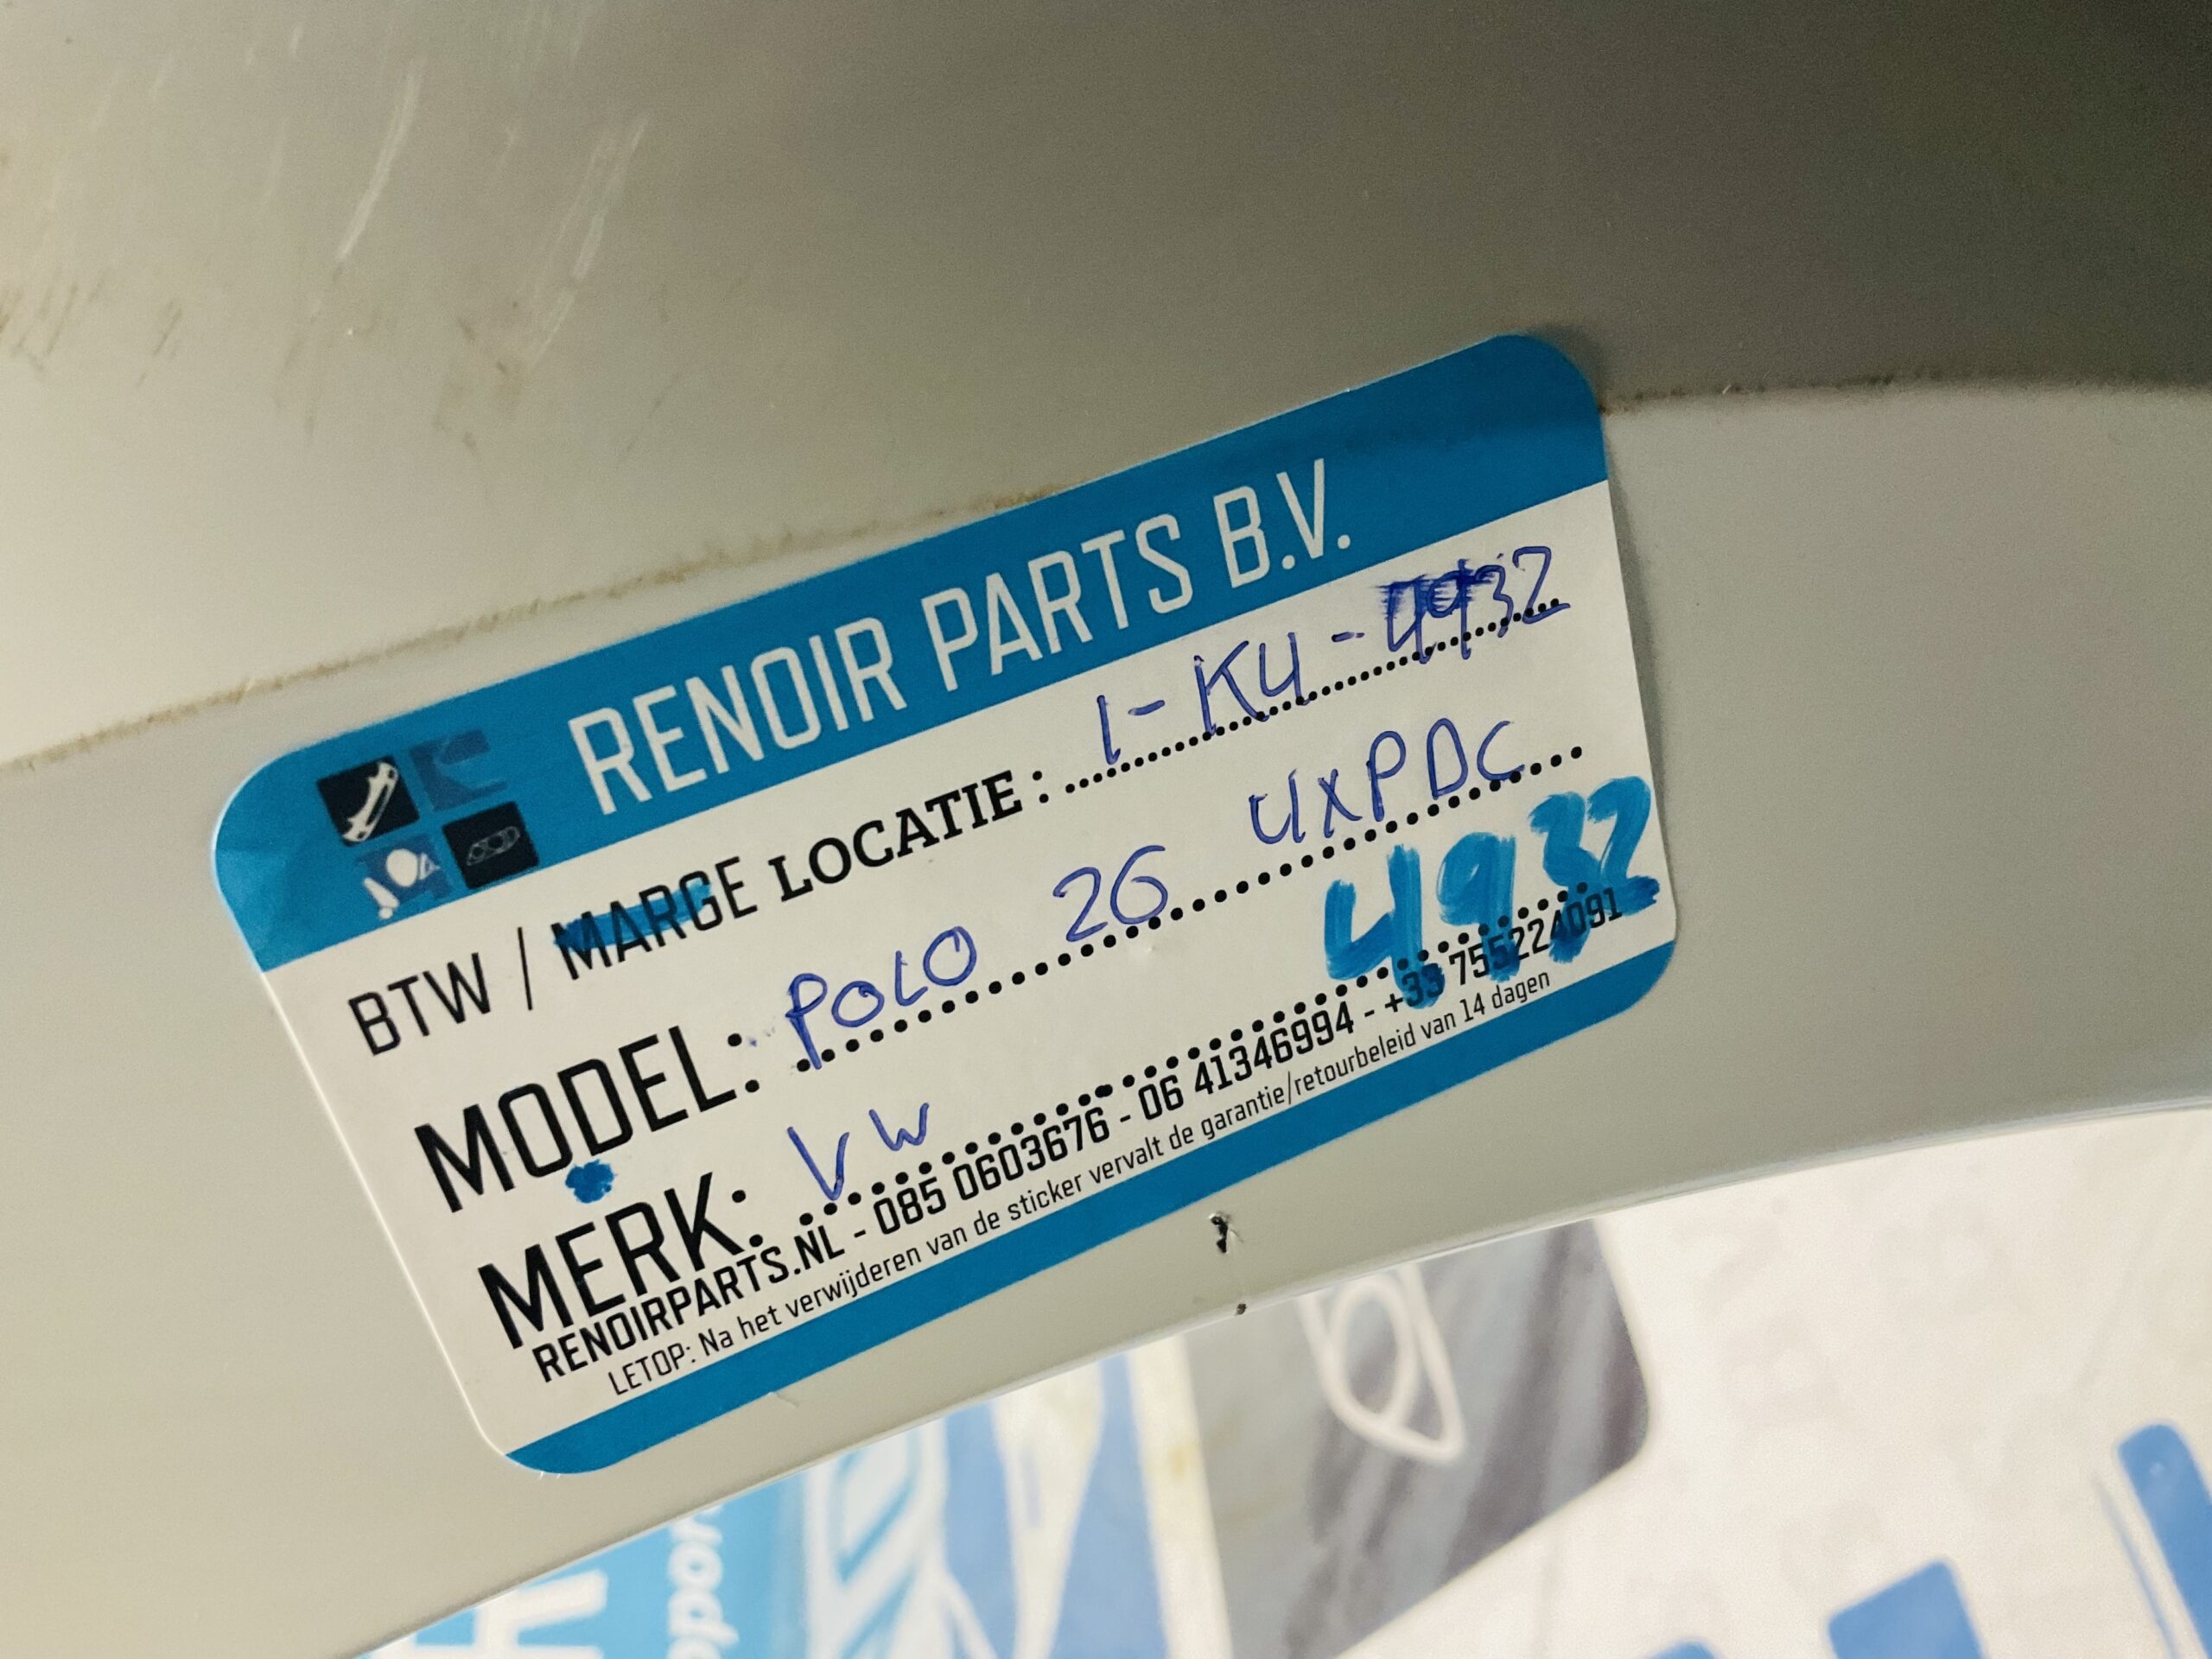 RENOIR PARTS B.V.
BTW / MARGE LOCATIE : 1-K4-4932
MODEL: POLO 2G 4xPDC
4932
MERK: VW
RENOIRPARTS.NL - 085 0603676 - 06 41346994 - +33 755224091
LETOP: Na het verwijderen van de sticker vervalt de garantie/retourbeleid van 14 dagen